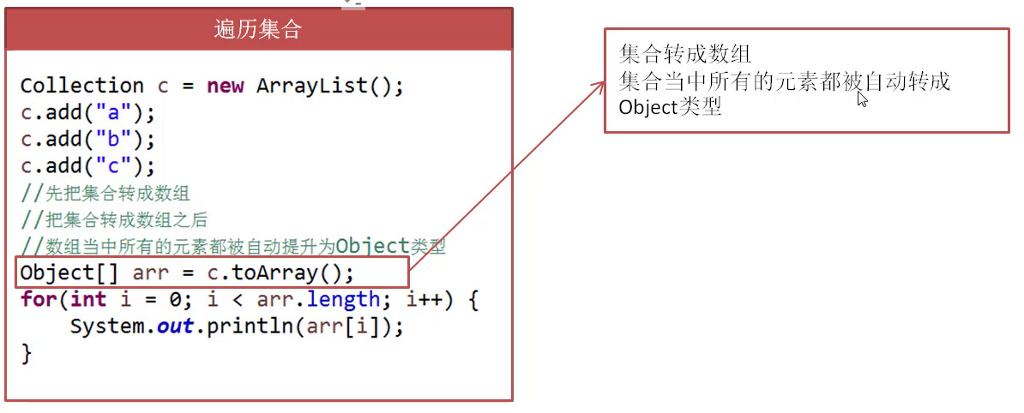 遍历集合
Collection c = new ArrayList();
c.add("a");
c.add("b");
c.add("c");
//先把集合转成数组
//把集合转成数组之后
//数组当中所有的元素都被自动提升为Object类型
Object[] arr = c.toArray();
for(int i = 0; i < arr.length; i++) {
    System.out.println(arr[i]);
}
集合转成数组
集合当中所有的元素都被自动转成
Object类型